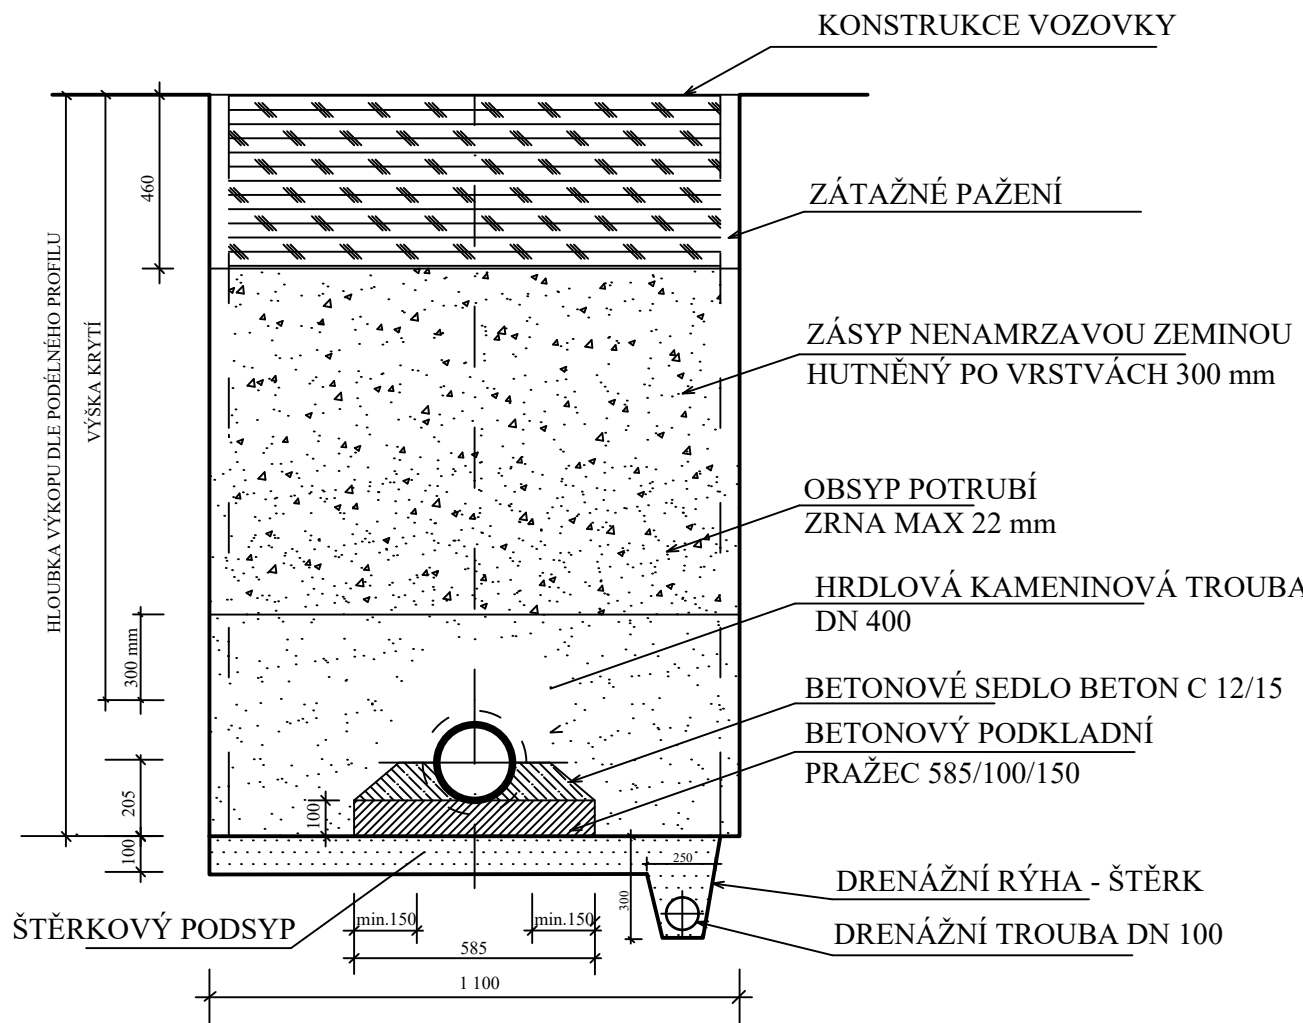 KONSTRUKCE VOZOVKY
ZÁTAŽNÉ PAŽENÍ
ZÁSYP NENAMRZAVOU ZEMINOU
HUTNĚNÝ PO VRSTVÁCH 300 mm
OBSYP POTRUBÍ
ZRNA MAX 22 mm
HRDLOVÁ KAMENINOVÁ TROUBA
DN 400
BETONOVÉ SEDLO BETON C 12/15
BETONOVÝ PODKLADNÍ
PRAŽEC 585/100/150
DRENÁŽNÍ RÝHA - ŠTĚRK
DRENÁŽNÍ TROUBA DN 100
ŠTĚRKOVÝ PODSYP
HLOUBKA VÝKOPU DLE PODÉLNÉHO PROFILU
VÝŠKA KRYTÍ
460
300 mm
205
100
100
250
300
min.150
min.150
585
1 100